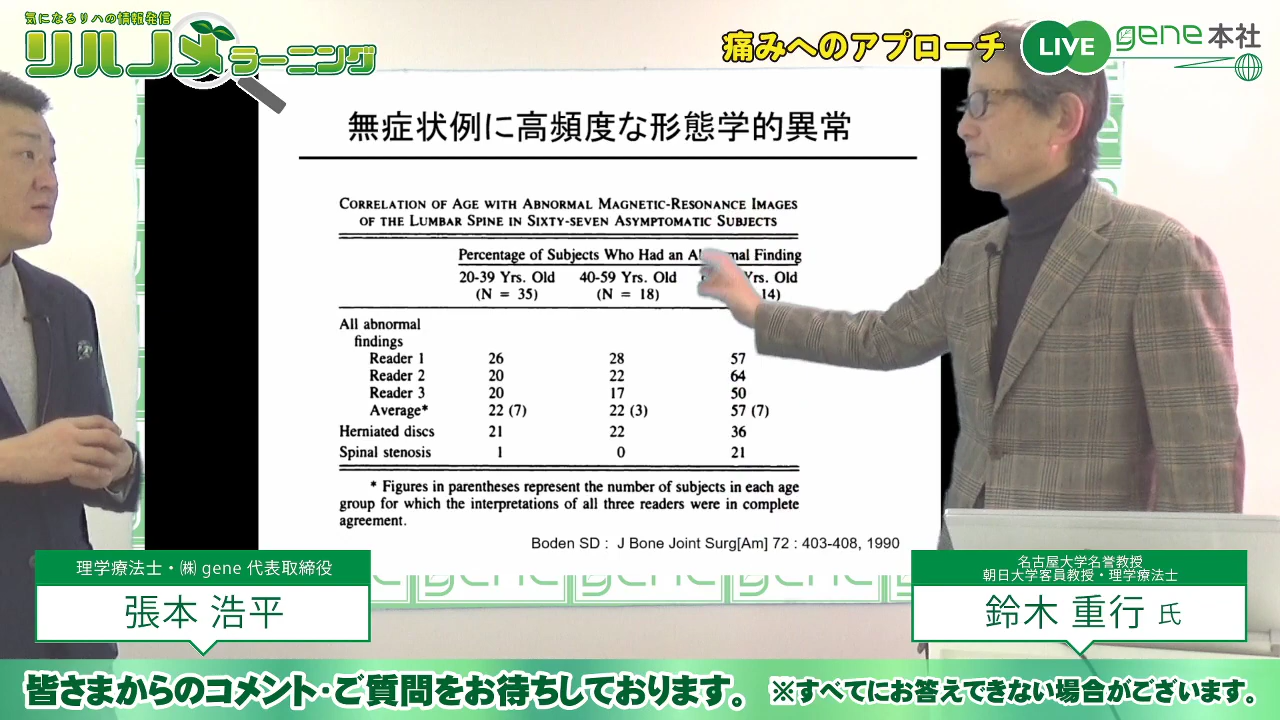 気になるリハの情報発信
リハノメ
ラーニング
痛みへのアプローチ
LIVE
gene 本社
無症状例に高頻度な形態学的異常
CORRELATION OF AGE WITH ABNORMAL MAGNETIC-RESONANCE IMAGES
OF THE LUMBAR SPINE IN SIXTY-SEVEN ASYMPTOMATIC SUBJECTS
Percentage of Subjects Who Had an Ab mal Finding
20-39 Yrs. Old 40-59 Yrs. Old Yrs. Old
(N = 35) (N = 18) 14)
All abnormal
findings
Reader 1 26 28 57
Reader 2 20 22 64
Reader 3 20 17 50
Average* 22 (7) 22 (3) 57 (7)
Herniated discs 21 22 36
Spinal stenosis 1 0 21
* Figures in parentheses represent the number of subjects in each age
group for which the interpretations of all three readers were in complete
agreement.
Boden SD : J Bone Joint Surg[Am] 72 : 403-408, 1990
理学療法士・㈱ gene 代表取締役
張本 浩平
名古屋大学名誉教授
朝日大学客員教授・理学療法士
鈴木 重行 氏
皆さまからのコメント・ご質問をお待ちしております。 ※すべてにお答えできない場合がございます。